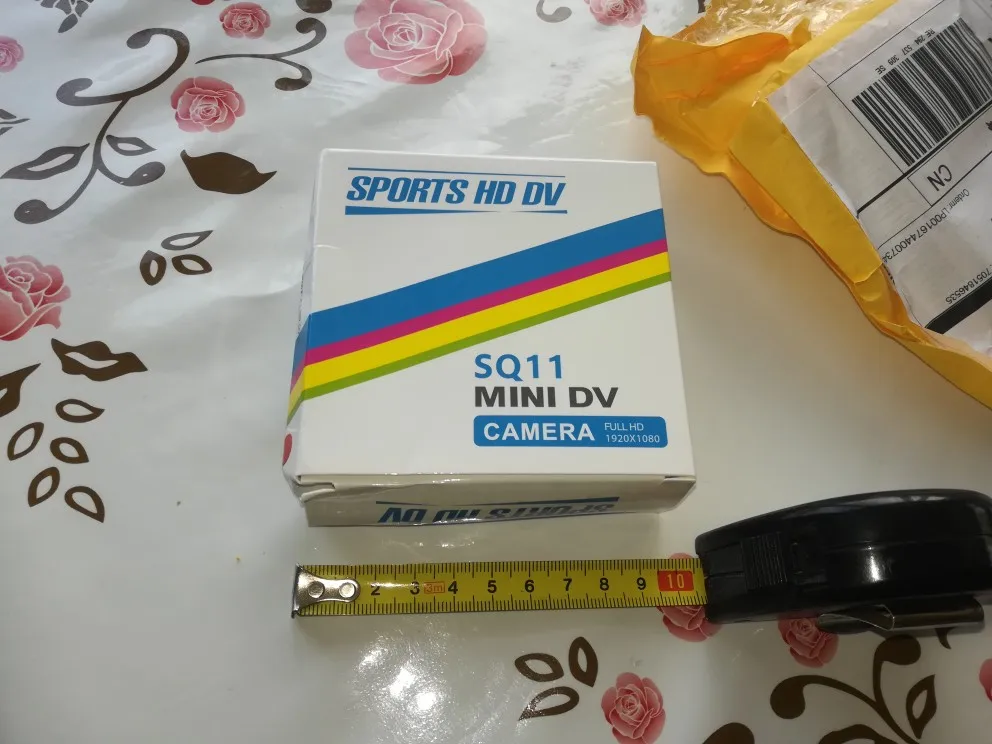 SPORTS HD DV
SQ11
MINI DV
CAMERA FULL HD
1920X1080
SPORTS HD DV
2 3 3m 4 5 6 7 8 9 10
CN